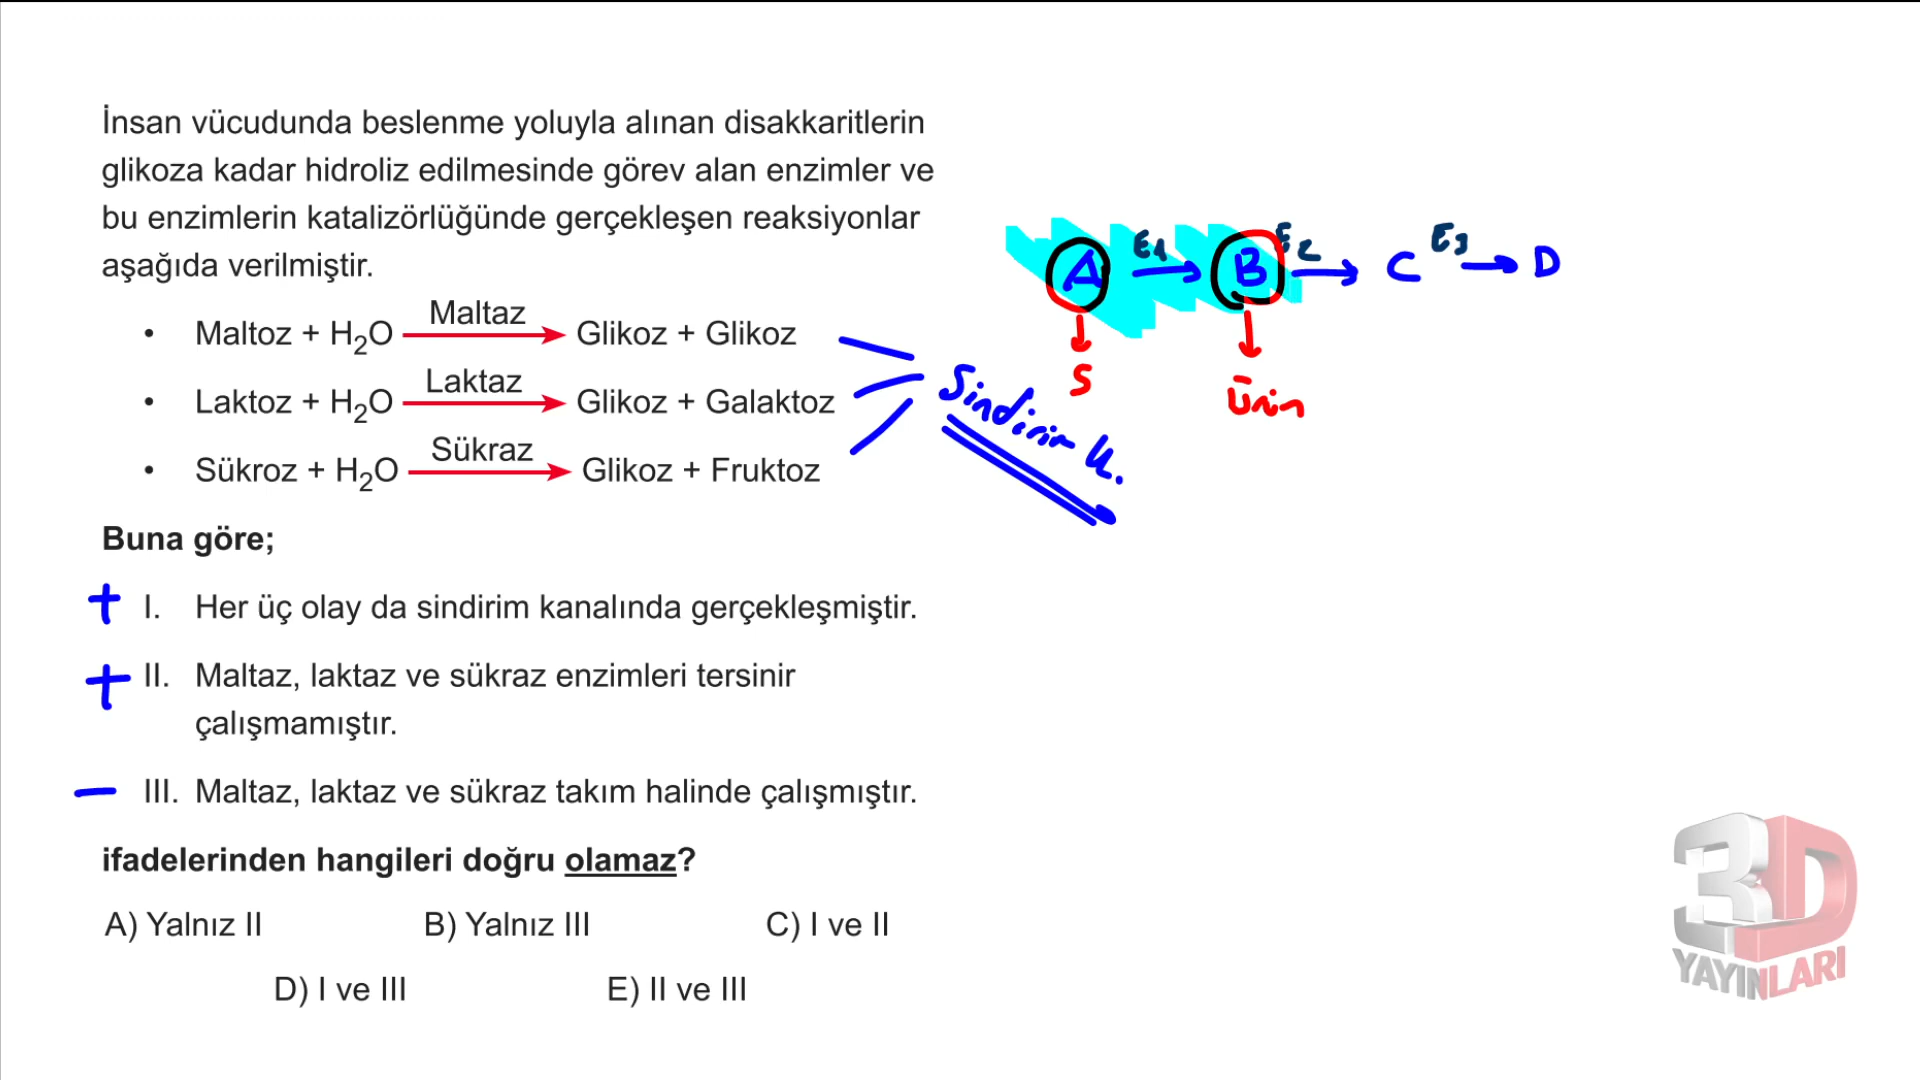 İnsan vücudunda beslenme yoluyla alınan disakkaritlerin
glikoza kadar hidroliz edilmesinde görev alan enzimler ve
bu enzimlerin katalizörlüğünde gerçekleşen reaksiyonlar
aşağıda verilmiştir.
Maltaz
• Maltoz + H₂O → Glikoz + Glikoz
Laktaz
• Laktoz + H₂O → Glikoz + Galaktoz
Sükraz
• Sükroz + H₂O → Glikoz + Fruktoz
Buna göre;
+ I. Her üç olay da sindirim kanalında gerçekleşmiştir.
+ II. Maltaz, laktaz ve sükraz enzimleri tersinir
çalışmamıştır.
— III. Maltaz, laktaz ve sükraz takım halinde çalışmıştır.
ifadelerinden hangileri doğru olamaz?
A) Yalnız II B) Yalnız III C) I ve II
D) I ve III E) II ve III
E1 E2 E3
A → B → C → D
S Ürün
Sindirim K.
3D
YAYINLARI